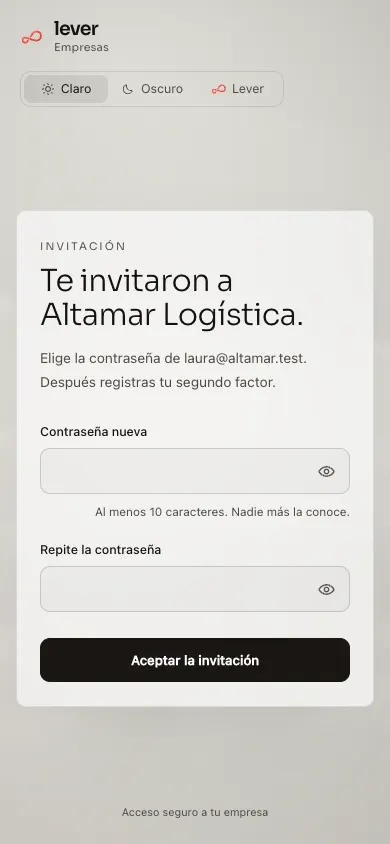 lever
Empresas
Claro
Oscuro
Lever
INVITACIÓN
Te invitaron a
Altamar Logística.
Elige la contraseña de laura@altamar.test.
Después registras tu segundo factor.
Contraseña nueva
Al menos 10 caracteres. Nadie más la conoce.
Repite la contraseña
Aceptar la invitación
Acceso seguro a tu empresa